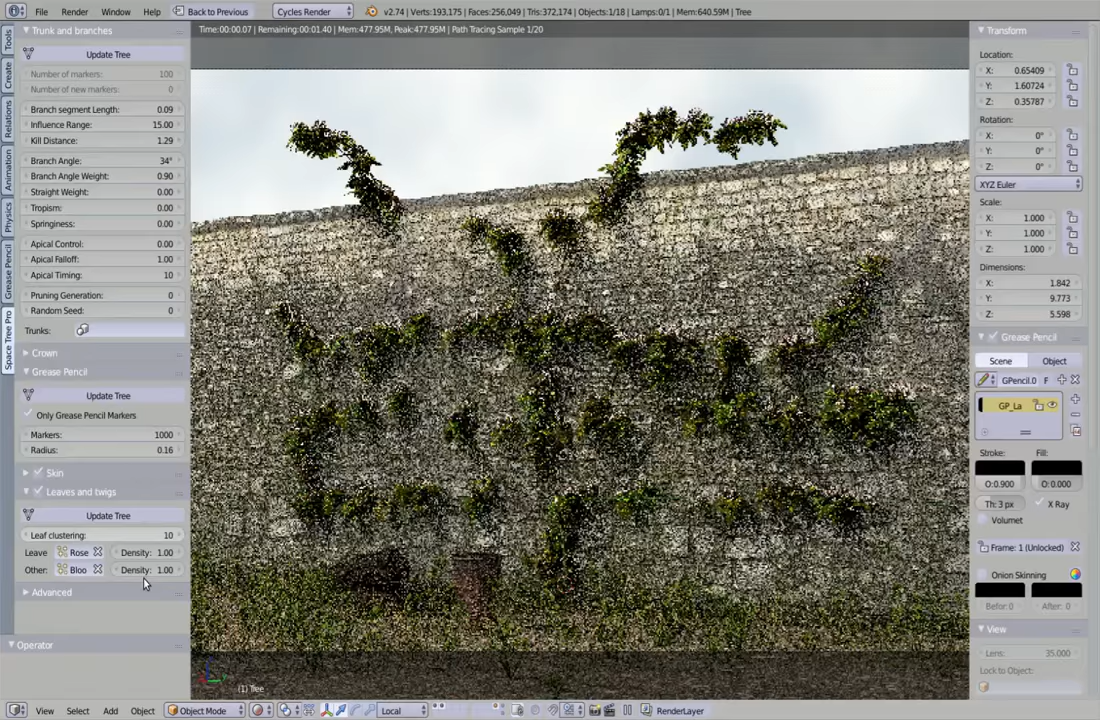 File Render Window Help Back to Previous Cycles Render v2.74 | Verts:193,175 | Faces:256,049 | Tris:372,174 | Objects:1/18 | Lamps:0/1 | Mem:640.59M | Tree
Time:00:00.07 | Remaining:00:01.40 | Mem:477.95M, Peak:477.95M | Path Tracing Sample 1/20
Tools
Create
Relations
Animation
Physics
Grease Pencil
Space Tree Pro
Trunk and branches
Update Tree
Number of markers: 100
Number of new markers: 0
Branch segment Length: 0.09
Influence Range: 15.00
Kill Distance: 1.29
Branch Angle: 34°
Branch Angle Weight: 0.90
Straight Weight: 0.00
Tropism: 0.00
Springiness: 0.00
Apical Control: 0.00
Apical Falloff: 1.00
Apical Timing: 10
Pruning Generation: 0
Random Seed: 0
Trunks:
Crown
Grease Pencil
Update Tree
Only Grease Pencil Markers
Markers: 1000
Radius: 0.16
Skin
Leaves and twigs
Update Tree
Leaf clustering: 10
Leave Rose Density: 1.00
Other: Bloo Density: 1.00
Advanced
Operator
(1) Tree
Transform
Location:
X: 0.65409
Y: 1.60724
Z: 0.35787
Rotation:
X: 0°
Y: 0°
Z: 0°
XYZ Euler
Scale:
X: 1.000
Y: 1.000
Z: 1.000
Dimensions:
X: 1.842
Y: 9.773
Z: 5.598
Grease Pencil
Scene Object
GPencil.0 F
GP_La
Stroke: Fill:
O:0.900 O:0.000
Th: 3 px X Ray
Volumet
Frame: 1 (Unlocked)
Onion Skinning
Befor:0 After: 0
View
Lens: 35.000
Lock to Object:
View Select Add Object Object Mode Local RenderLayer